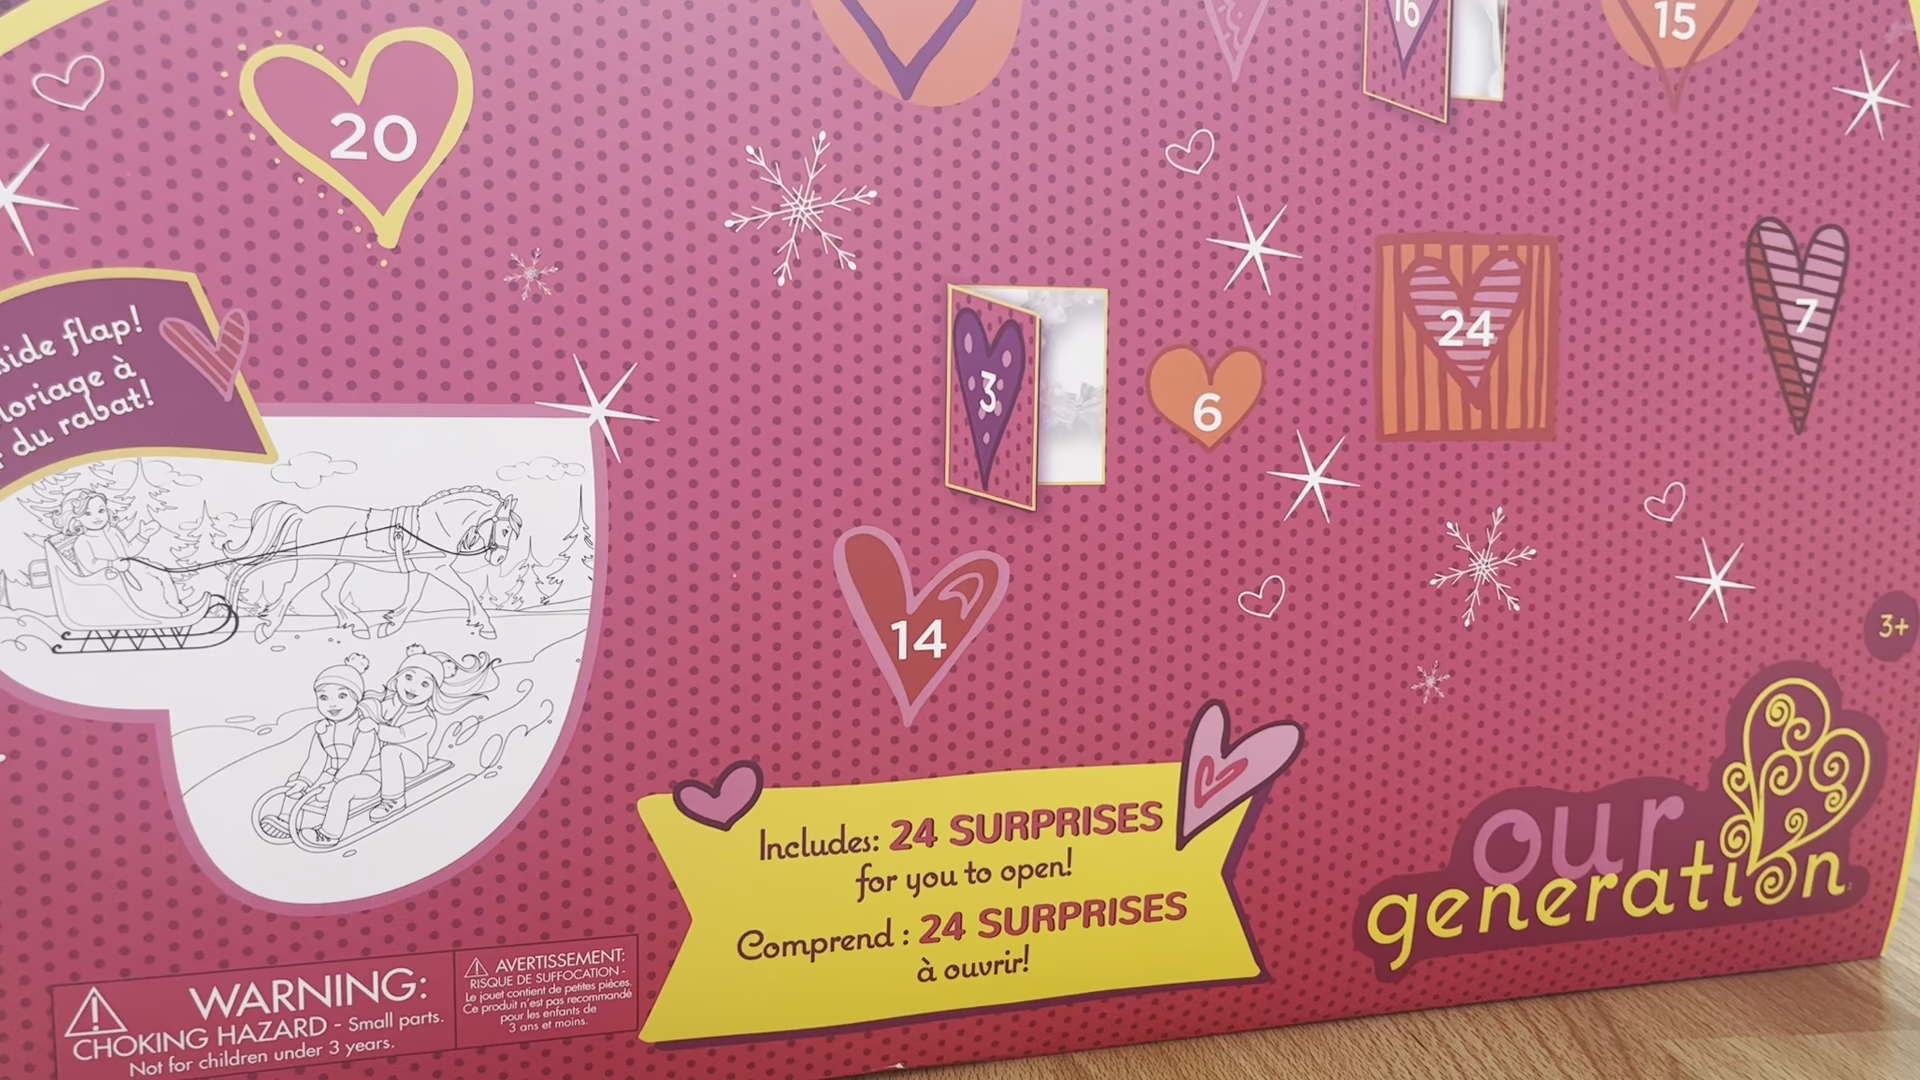 16
15
20
3
6
24
7
side flap!
loriage à
r du rabat!
14
3+
Includes: 24 SURPRISES
for you to open!
Comprend : 24 SURPRISES
à ouvrir!
our
generation
WARNING:
CHOKING HAZARD - Small parts.
Not for children under 3 years.
AVERTISSEMENT:
RISQUE DE SUFFOCATION -
Le jouet contient de petites pièces.
Ce produit n'est pas recommandé
pour les enfants de
3 ans et moins.